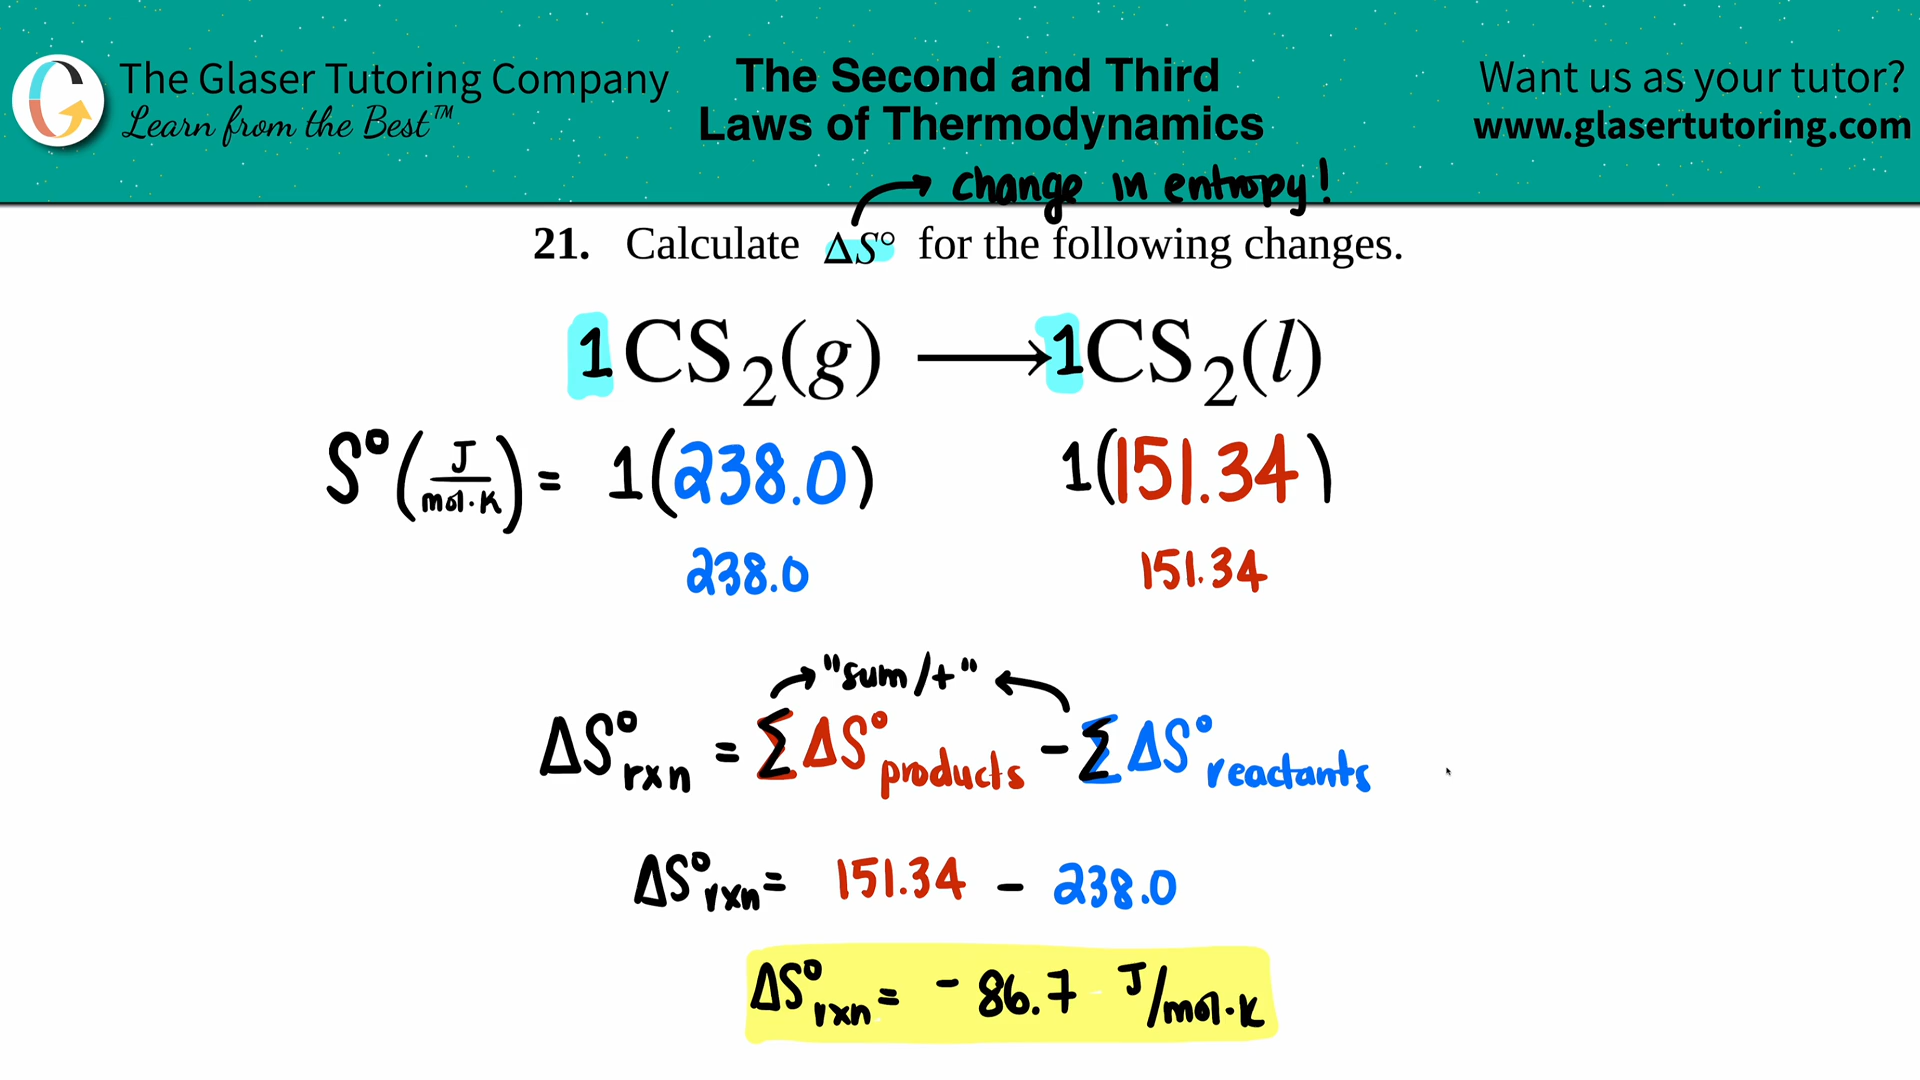 The Glaser Tutoring Company
Learn from the Best™
The Second and Third
Laws of Thermodynamics
Want us as your tutor?
www.glasertutoring.com
change in entropy!
21. Calculate ΔS° for the following changes.
1CS₂(g) ⟶ 1CS₂(l)
S° (J/mol·K) = 1(238.0) 1(151.34)
238.0 151.34
"sum/+"
ΔS°rxn = Σ ΔS°products − Σ ΔS°reactants
ΔS°rxn = 151.34 − 238.0
ΔS°rxn = - 86.7 J/mol·K